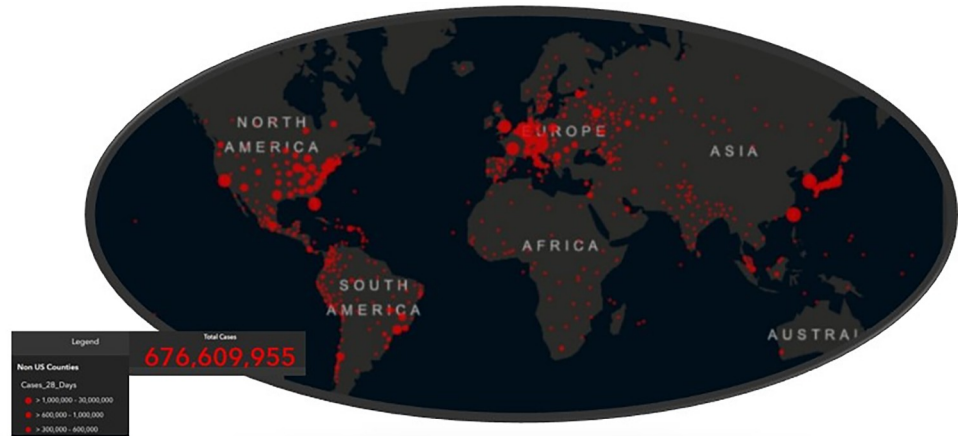 NORTH
AMERICA
EUROPE
ASIA
AFRICA
SOUTH
AMERICA
AUSTRAI
Legend
Total Cases
676,609,955
Non US Counties
Cases_28_Days
> 1,000,000 - 30,000,000
> 600,000 - 1,000,000
> 300,000 - 600,000